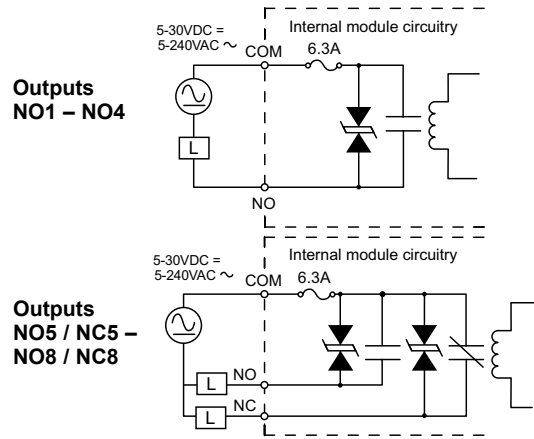 5-30VDC =
5-240VAC ~
COM
Internal module circuitry
6.3A
Outputs
NO1 – NO4
L
NO
5-30VDC =
5-240VAC ~
COM
Internal module circuitry
6.3A
Outputs
NO5 / NC5 –
NO8 / NC8
L
NO
L
NC